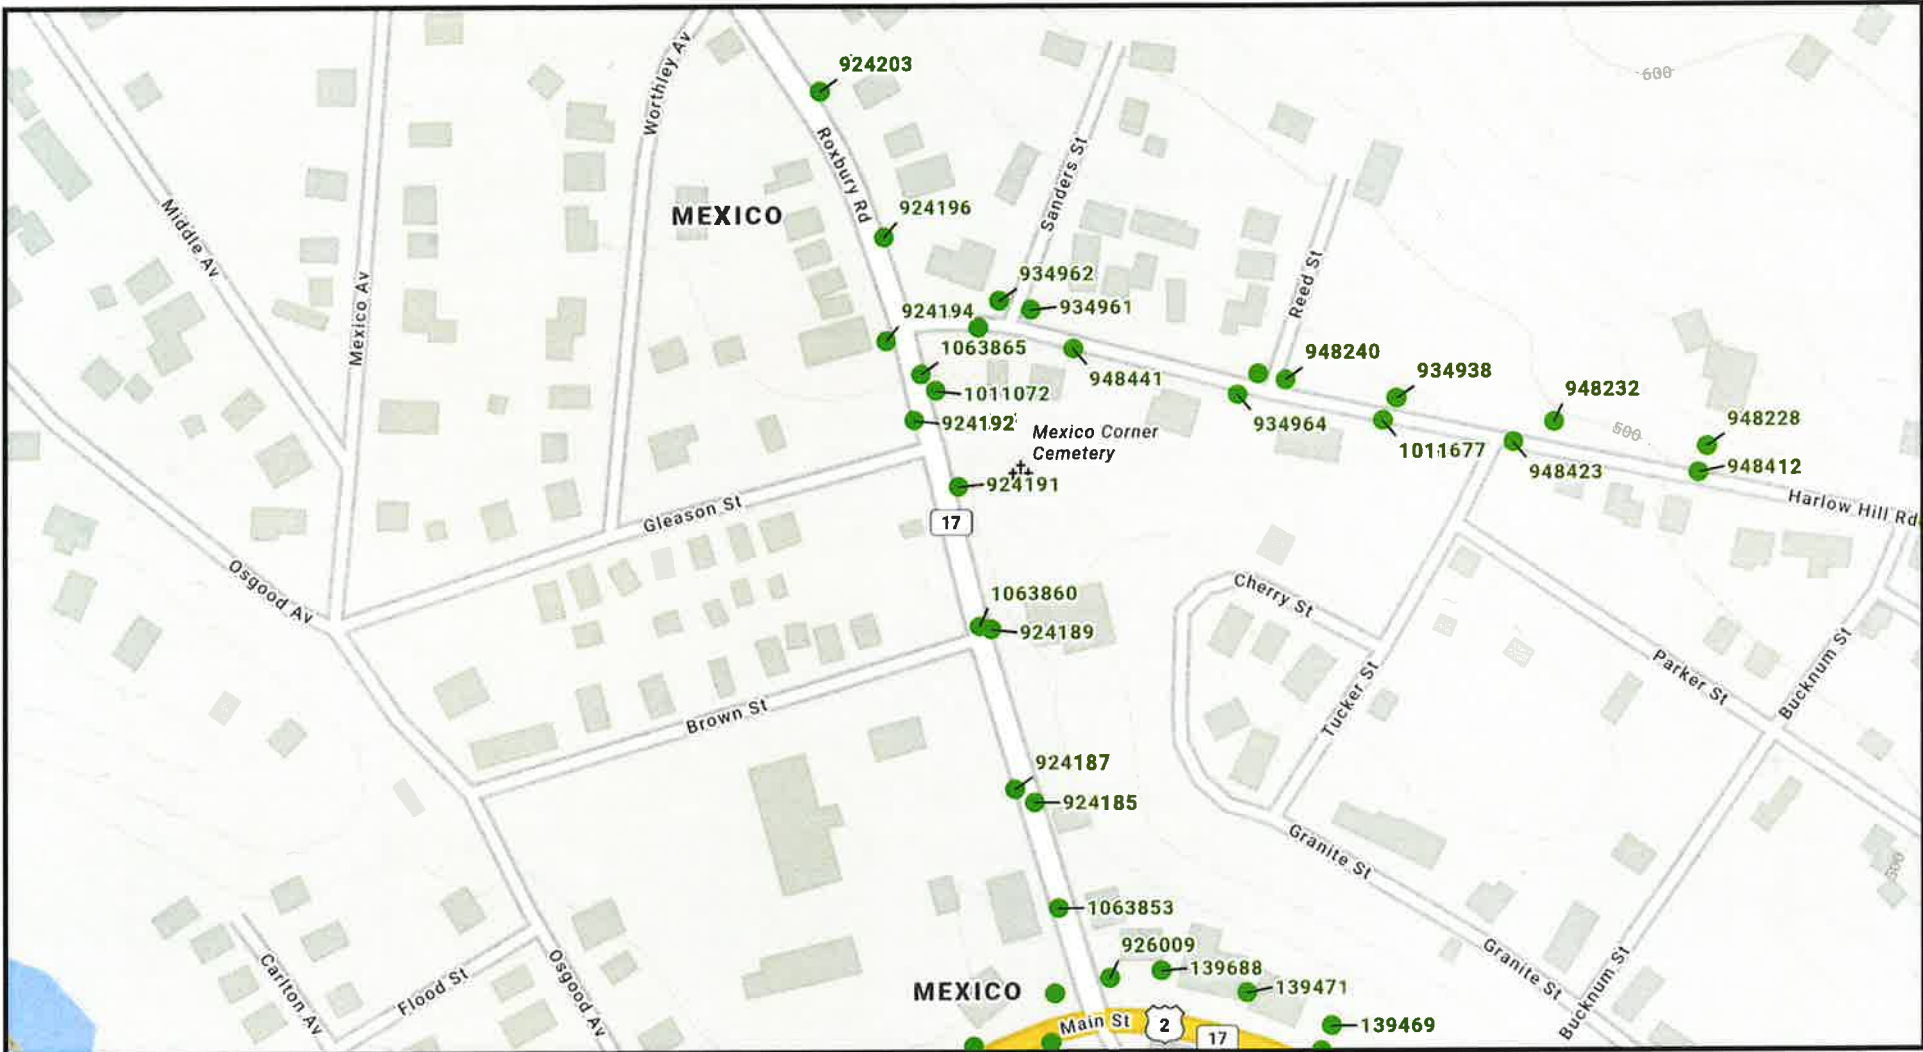 600
924203
Worthley Av
Roxbury Rd
Sanders St
MEXICO
924196
Middle Av
Mexico Av
934962
934961
924194
Reed St
1063865
948240
934938
948441
948232
1011072
924192
934964
948228
Mexico Corner
Cemetery
500
1011677
948423
948412
924191
Harlow Hill Rd
Gleason St
17
Osgood Av
Cherry St
1063860
924189
Parker St
Bucknum St
Tucker St
Brown St
924187
924185
Granite St
500
1063853
926009
139688
Carlton Av
Flood St
Osgood Av
MEXICO
139471
Granite St
Bucknum St
Main St
2
17
139469